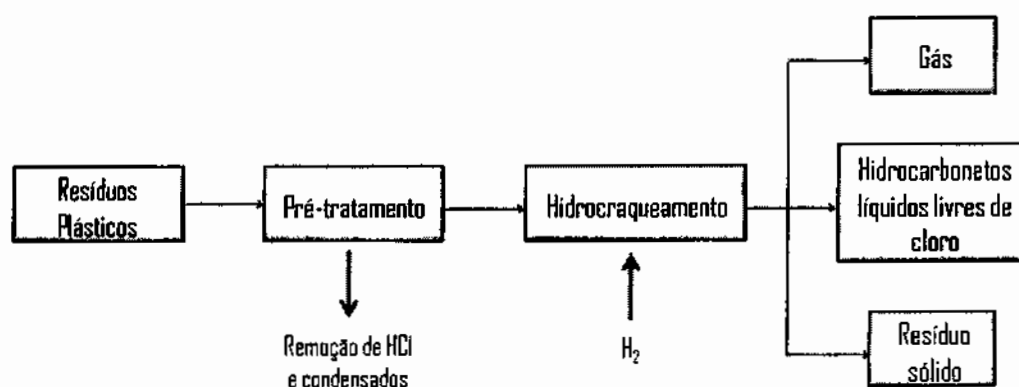 Resíduos
Plásticos
Pré-tratamento
Remoção de HCl
e condensados
Hidrocraqueamento
H₂
Gás
Hidrocarbonetos
líquidos livres de
cloro
Resíduo
sólido